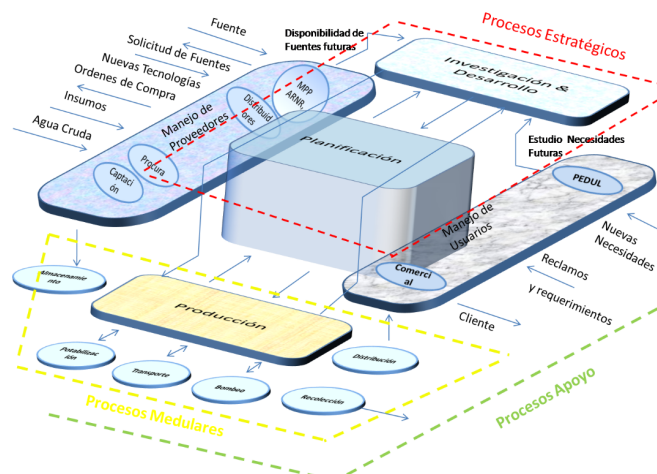 Fuente
Solicitud de Fuentes
Nuevas Tecnologías
Ordenes de Compra
Insumos
Agua Cruda
Disponibilidad de
Fuentes futuras
Procesos Estratégicos
Investigación &
Desarrollo
MPP
ARNR,
Distribuid
ores
Manejo de
Proveedores
Procura
Captaci
ón
Planificación
Estudio Necesidades
Futuras
PEDUL
Manejo de
Usuarios
Comerci
al
Nuevas
Necesidades
Reclamos
y requerimientos
Cliente
Almacenamie
nto
Producción
Potabilizac
ión
Transporte
Bombeo
Recolección
Distribución
Procesos Medulares
Procesos Apoyo